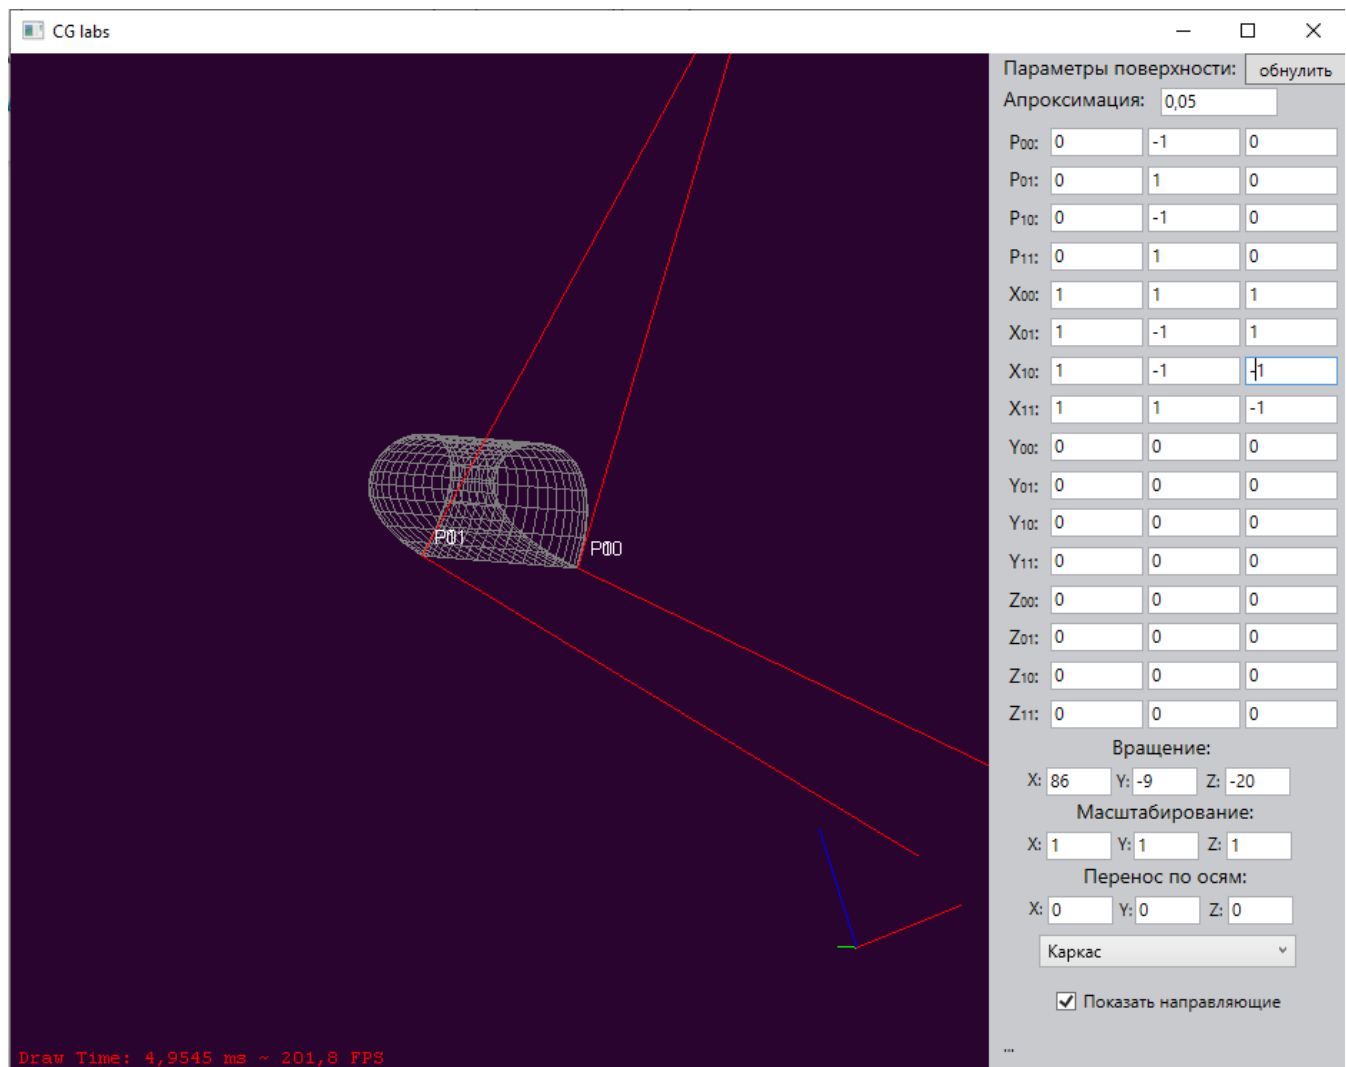 CG labs
Параметры поверхности: обнулить
Апроксимация: 0,05
P00: 0 -1 0
P01: 0 1 0
P10: 0 -1 0
P11: 0 1 0
X00: 1 1 1
X01: 1 -1 1
X10: 1 -1 -1
X11: 1 1 -1
Y00: 0 0 0
Y01: 0 0 0
Y10: 0 0 0
Y11: 0 0 0
Z00: 0 0 0
Z01: 0 0 0
Z10: 0 0 0
Z11: 0 0 0
Вращение:
X: 86 Y: -9 Z: -20
Масштабирование:
X: 1 Y: 1 Z: 1
Перенос по осям:
X: 0 Y: 0 Z: 0
Каркас
Показать направляющие
...
Draw Time: 4,9545 ms ~ 201,8 FPS